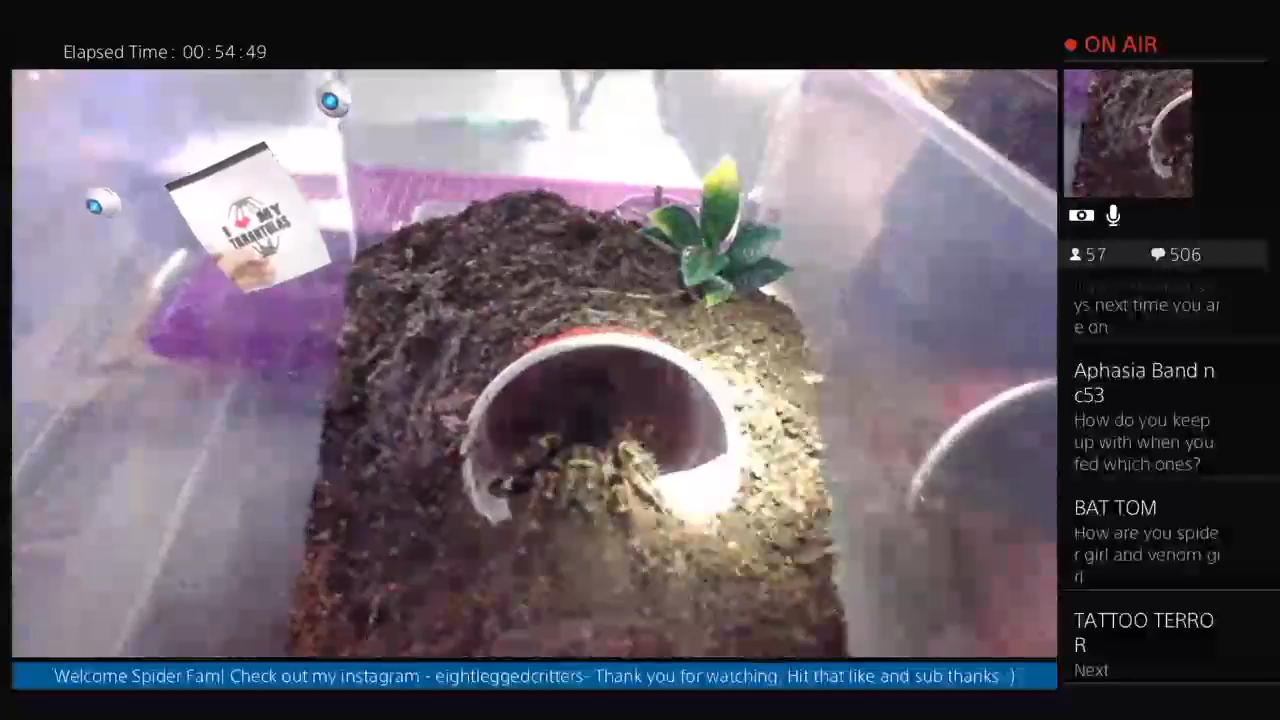 Elapsed Time: 00:54:49
ON AIR
I MY
TARANTULAS
57 506
ys next time you ar
e on
Aphasia Band n
c53
How do you keep
up with when you
fed which ones?
BAT TOM
How are you spide
r girl and venom gi
rl
TATTOO TERRO
R
Next
Welcome Spider Fam! Check out my instagram - eightleggedcritters- Thank you for watching. Hit that like and sub thanks :)